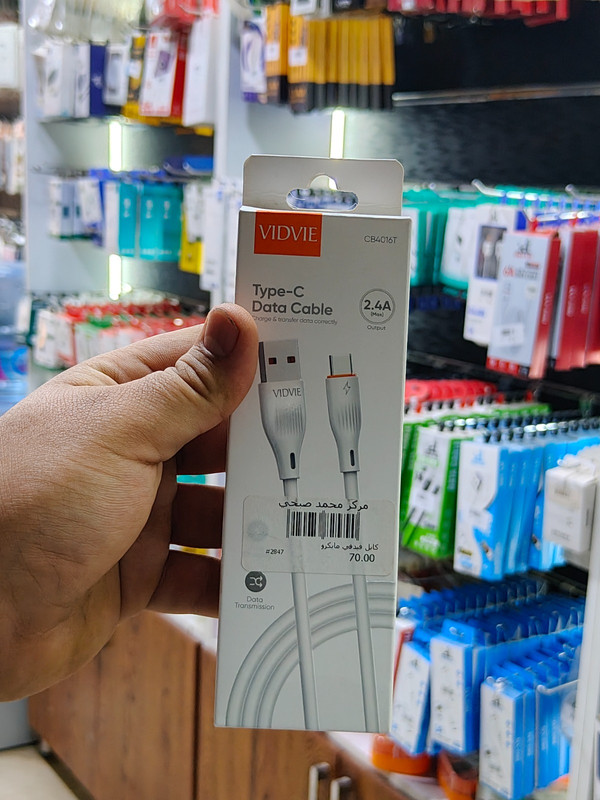 VIDVIE
CB4016T
Type-C
Data Cable
Charge & transfer data correctly
2.4A
(Max)
Output
VIDVIE
مركز محمد صبحي
كابل فيدفي مايكرو
#2847
70.00
Data
Transmission